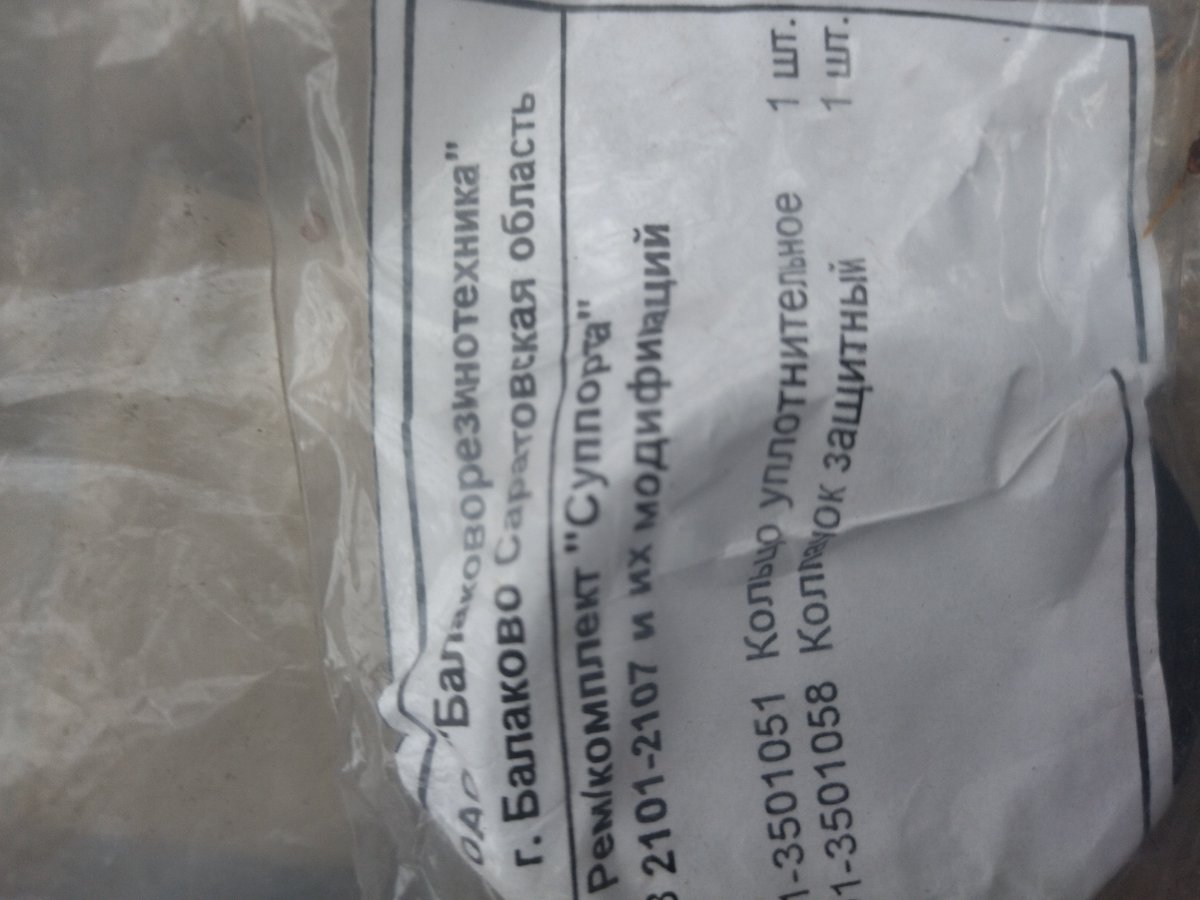 ОАО "Балаковорезинотехника"
г. Балаково Саратовская область
Рем/комплект "Суппорта"
2101-2107 и их модификаций
1-3501051 Кольцо уплотнительное 1 шт.
1-3501058 Колпачок защитный 1 шт.